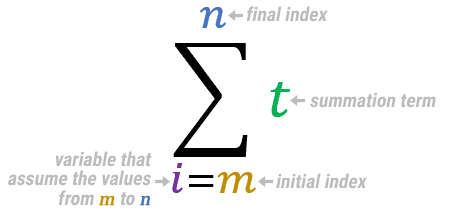 n final index
∑ t summation term
variable that
assume the values
from m to n
i=m initial index